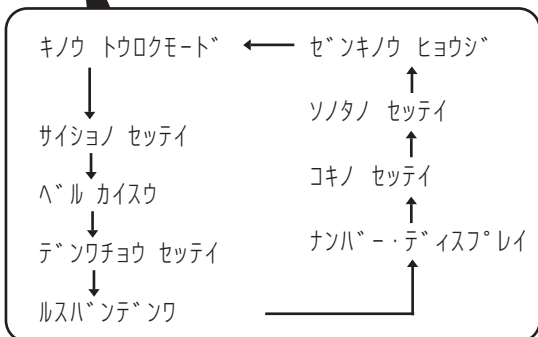 キノウ トウロクモード
サイショノ セッテイ
ベル カイスウ
デンワチョウ セッテイ
ルスバンデンワ
ナンバー・ディスプレイ
コキノ セッテイ
ソノタノ セッテイ
ゼンキノウ ヒョウジ